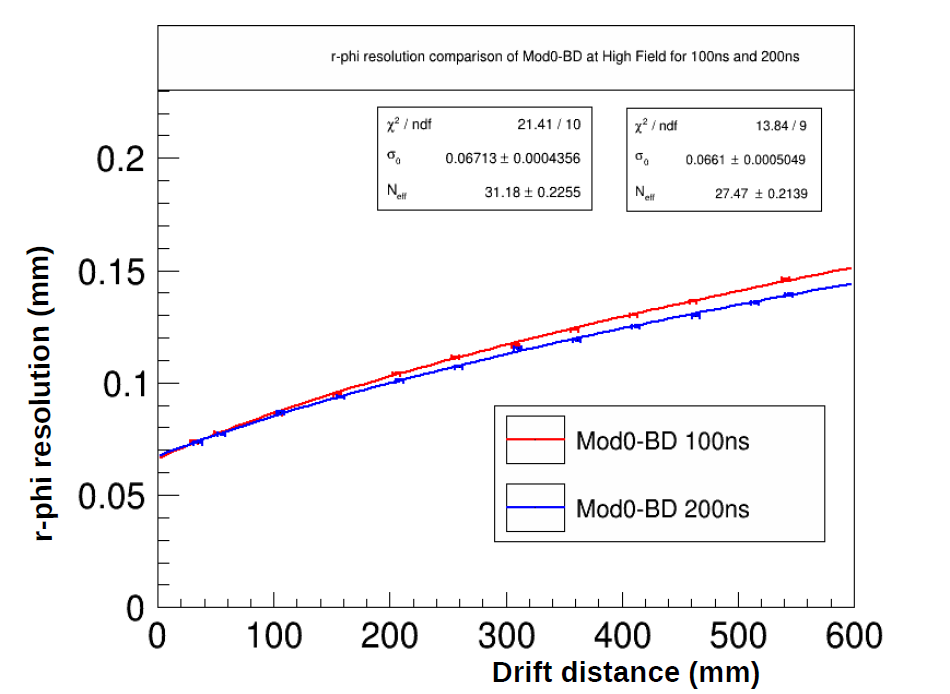 r-phi resolution comparison of Mod0-BD at High Field for 100ns and 200ns
χ² / ndf 21.41 / 10
σ₀ 0.06713 ± 0.0004356
N_eff 31.18 ± 0.2255
χ² / ndf 13.84 / 9
σ₀ 0.0661 ± 0.0005049
N_eff 27.47 ± 0.2139
r-phi resolution (mm)
0.2
0.15
0.1
0.05
0
Mod0-BD 100ns
Mod0-BD 200ns
0 100 200 300 400 500 600
Drift distance (mm)